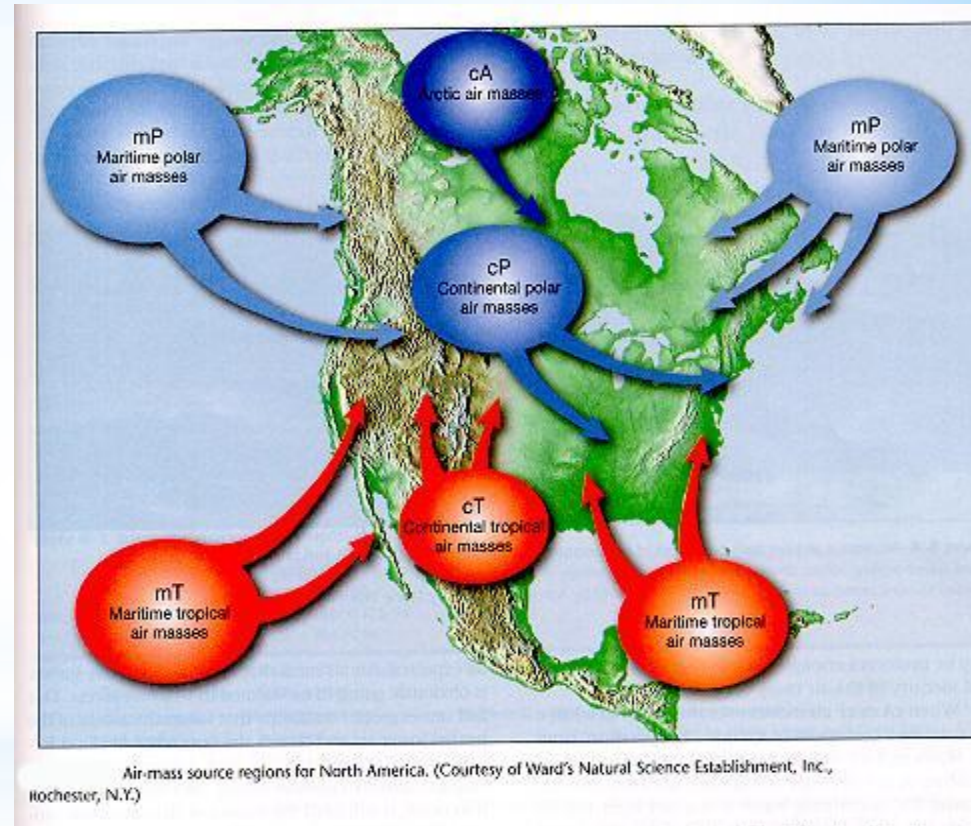 cA
Arctic air masses
mP
Maritime polar
air masses
mP
Maritime polar
air masses
cP
Continental polar
air masses
cT
Continental tropical
air masses
mT
Maritime tropical
air masses
mT
Maritime tropical
air masses
Air-mass source regions for North America. (Courtesy of Ward's Natural Science Establishment, Inc.,
Rochester, N.Y.)